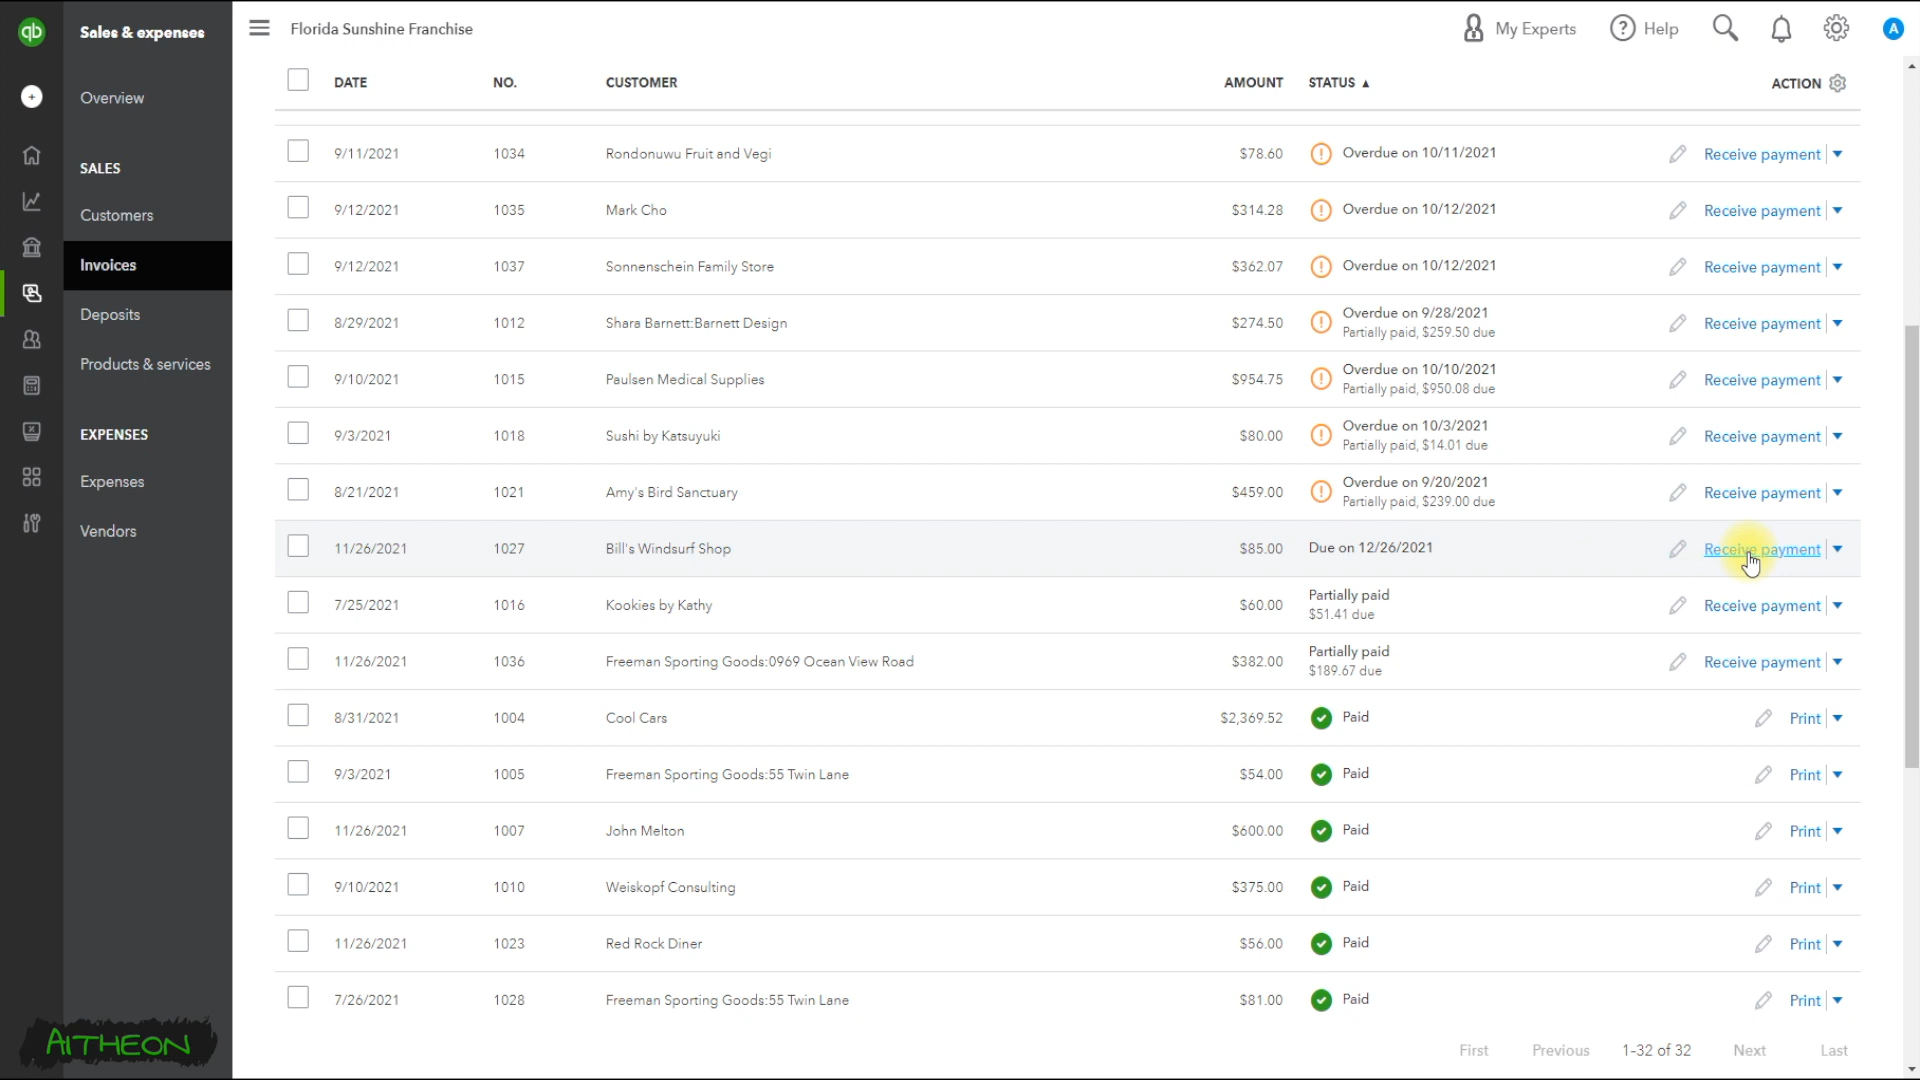 qb Sales & expenses
Florida Sunshine Franchise
My Experts
Help
A
Overview
SALES
Customers
Invoices
Deposits
Products & services
EXPENSES
Expenses
Vendors
DATE NO. CUSTOMER AMOUNT STATUS ▲ ACTION
9/11/2021 1034 Rondonuwu Fruit and Vegi $78.60 Overdue on 10/11/2021 Receive payment
9/12/2021 1035 Mark Cho $314.28 Overdue on 10/12/2021 Receive payment
9/12/2021 1037 Sonnenschein Family Store $362.07 Overdue on 10/12/2021 Receive payment
8/29/2021 1012 Shara Barnett:Barnett Design $274.50 Overdue on 9/28/2021 Receive payment
Partially paid, $259.50 due
9/10/2021 1015 Paulsen Medical Supplies $954.75 Overdue on 10/10/2021 Receive payment
Partially paid, $950.08 due
9/3/2021 1018 Sushi by Katsuyuki $80.00 Overdue on 10/3/2021 Receive payment
Partially paid, $14.01 due
8/21/2021 1021 Amy's Bird Sanctuary $459.00 Overdue on 9/20/2021 Receive payment
Partially paid, $239.00 due
11/26/2021 1027 Bill's Windsurf Shop $85.00 Due on 12/26/2021 Receive payment
7/25/2021 1016 Kookies by Kathy $60.00 Partially paid Receive payment
$51.41 due
11/26/2021 1036 Freeman Sporting Goods:0969 Ocean View Road $382.00 Partially paid Receive payment
$189.67 due
8/31/2021 1004 Cool Cars $2,369.52 Paid Print
9/3/2021 1005 Freeman Sporting Goods:55 Twin Lane $54.00 Paid Print
11/26/2021 1007 John Melton $600.00 Paid Print
9/10/2021 1010 Weiskopf Consulting $375.00 Paid Print
11/26/2021 1023 Red Rock Diner $56.00 Paid Print
7/26/2021 1028 Freeman Sporting Goods:55 Twin Lane $81.00 Paid Print
First Previous 1-32 of 32 Next Last
AITHEON